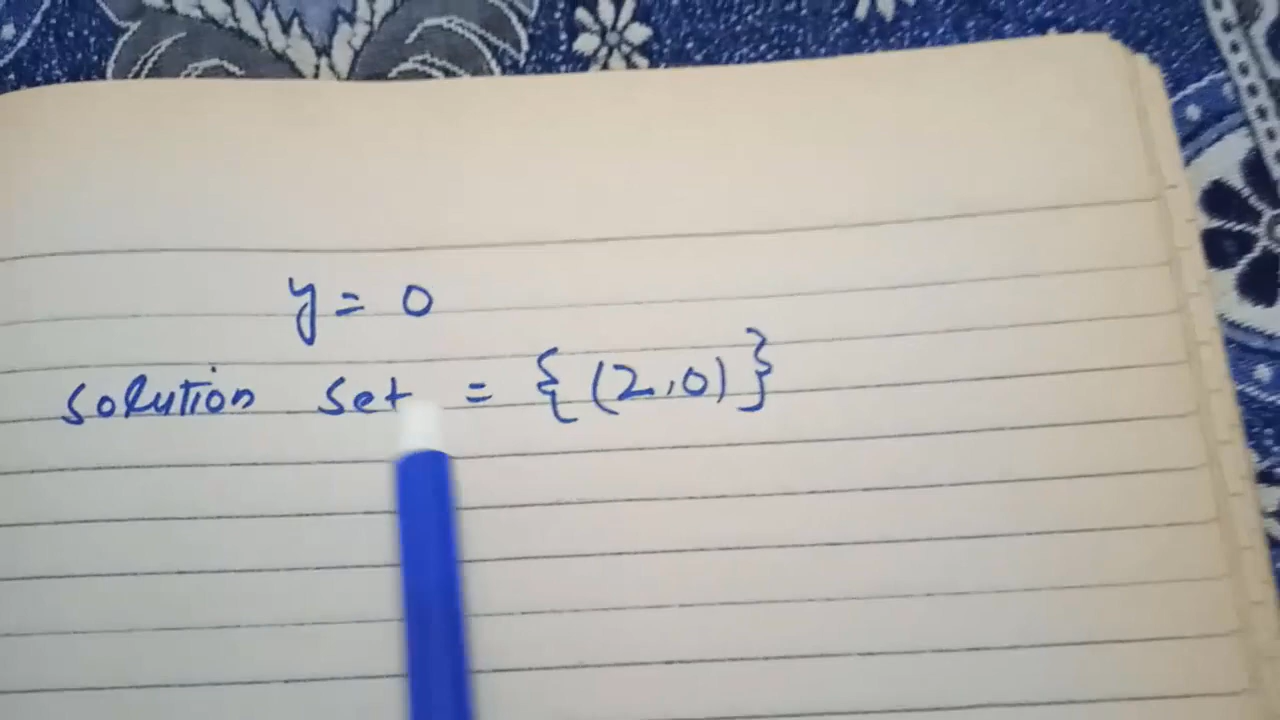 y = 0
Solution set = {(2,0)}